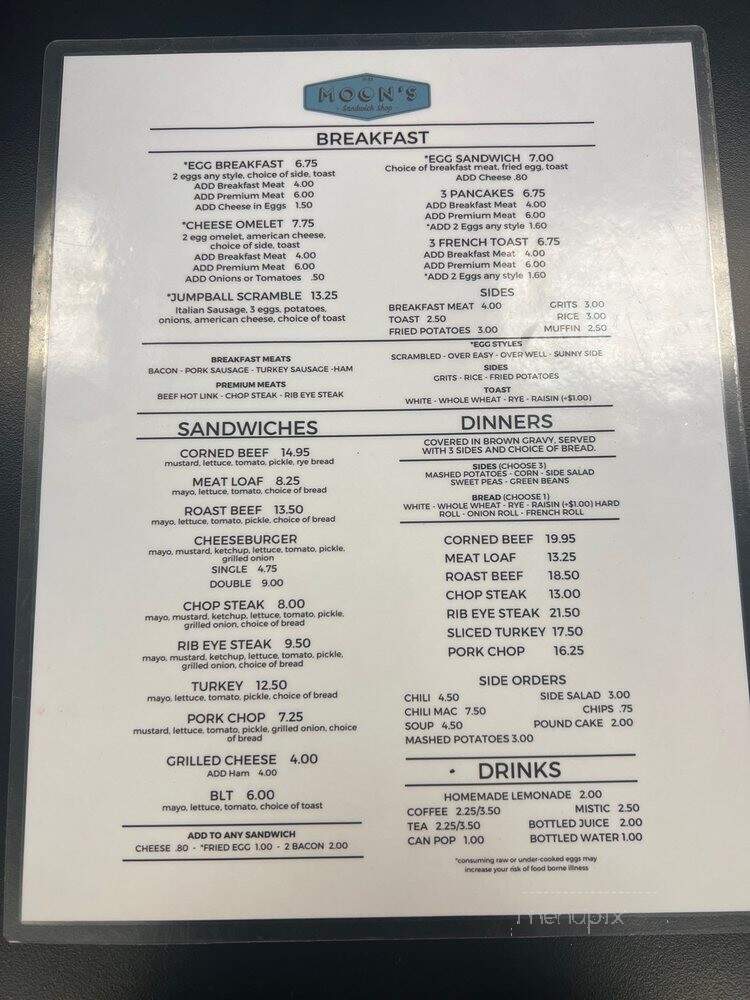 MOON'S
Sandwich Shop
BREAKFAST
*EGG BREAKFAST 6.75
2 eggs any style, choice of side, toast
ADD Breakfast Meat 4.00
ADD Premium Meat 6.00
ADD Cheese in Eggs 1.50
*CHEESE OMELET 7.75
2 egg omelet, american cheese,
choice of side, toast
ADD Breakfast Meat 4.00
ADD Premium Meat 6.00
ADD Onions or Tomatoes .50
*JUMPBALL SCRAMBLE 13.25
Italian Sausage, 3 eggs, potatoes,
onions, american cheese, choice of toast
*EGG SANDWICH 7.00
Choice of breakfast meat, fried egg, toast
ADD Cheese .80
3 PANCAKES 6.75
ADD Breakfast Meat 4.00
ADD Premium Meat 6.00
*ADD 2 Eggs any style 1.60
3 FRENCH TOAST 6.75
ADD Breakfast Meat 4.00
ADD Premium Meat 6.00
*ADD 2 Eggs any style 1.60
SIDES
BREAKFAST MEAT 4.00 GRITS 3.00
TOAST 2.50 RICE 3.00
FRIED POTATOES 3.00 MUFFIN 2.50
BREAKFAST MEATS
BACON - PORK SAUSAGE - TURKEY SAUSAGE -HAM
PREMIUM MEATS
BEEF HOT LINK - CHOP STEAK - RIB EYE STEAK
*EGG STYLES
SCRAMBLED - OVER EASY - OVER WELL - SUNNY SIDE
SIDES
GRITS - RICE - FRIED POTATOES
TOAST
WHITE - WHOLE WHEAT - RYE - RAISIN (+$1.00)
SANDWICHES
CORNED BEEF 14.95
mustard, lettuce, tomato, pickle, rye bread
MEAT LOAF 8.25
mayo, lettuce, tomato, choice of bread
ROAST BEEF 13.50
mayo, lettuce, tomato, pickle, choice of bread
CHEESEBURGER
mayo, mustard, ketchup, lettuce, tomato, pickle,
grilled onion
SINGLE 4.75
DOUBLE 9.00
CHOP STEAK 8.00
mayo, mustard, ketchup, lettuce, tomato, pickle,
grilled onion, choice of bread
RIB EYE STEAK 9.50
mayo, mustard, ketchup, lettuce, tomato, pickle,
grilled onion, choice of bread
TURKEY 12.50
mayo, lettuce, tomato, pickle, choice of bread
PORK CHOP 7.25
mustard, lettuce, tomato, pickle, grilled onion, choice
of bread
GRILLED CHEESE 4.00
ADD Ham 4.00
BLT 6.00
mayo, lettuce, tomato, choice of toast
ADD TO ANY SANDWICH
CHEESE .80 - *FRIED EGG 1.00 - 2 BACON 2.00
DINNERS
COVERED IN BROWN GRAVY, SERVED
WITH 3 SIDES AND CHOICE OF BREAD.
SIDES (CHOOSE 3)
MASHED POTATOES - CORN - SIDE SALAD
SWEET PEAS - GREEN BEANS
BREAD (CHOOSE 1)
WHITE - WHOLE WHEAT - RYE - RAISIN (+$1.00) HARD
ROLL - ONION ROLL - FRENCH ROLL
CORNED BEEF 19.95
MEAT LOAF 13.25
ROAST BEEF 18.50
CHOP STEAK 13.00
RIB EYE STEAK 21.50
SLICED TURKEY 17.50
PORK CHOP 16.25
SIDE ORDERS
CHILI 4.50 SIDE SALAD 3.00
CHILI MAC 7.50 CHIPS .75
SOUP 4.50 POUND CAKE 2.00
MASHED POTATOES 3.00
DRINKS
HOMEMADE LEMONADE 2.00
COFFEE 2.25/3.50 MISTIC 2.50
TEA 2.25/3.50 BOTTLED JUICE 2.00
CAN POP 1.00 BOTTLED WATER 1.00
*consuming raw or under-cooked eggs may
increase your risk of food borne illness
menupix